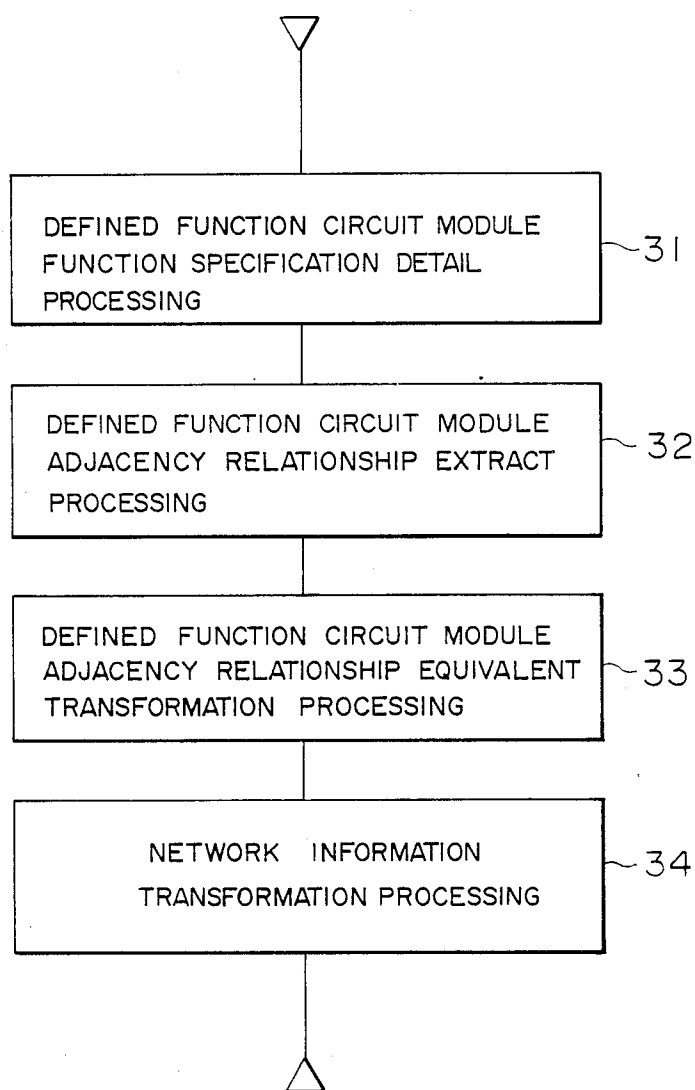 DEFINED FUNCTION CIRCUIT MODULE
FUNCTION SPECIFICATION DETAIL
PROCESSING
31
DEFINED FUNCTION CIRCUIT MODULE
ADJACENCY RELATIONSHIP EXTRACT
PROCESSING
32
DEFINED FUNCTION CIRCUIT MODULE
ADJACENCY RELATIONSHIP EQUIVALENT
TRANSFORMATION PROCESSING
33
NETWORK INFORMATION
TRANSFORMATION PROCESSING
34